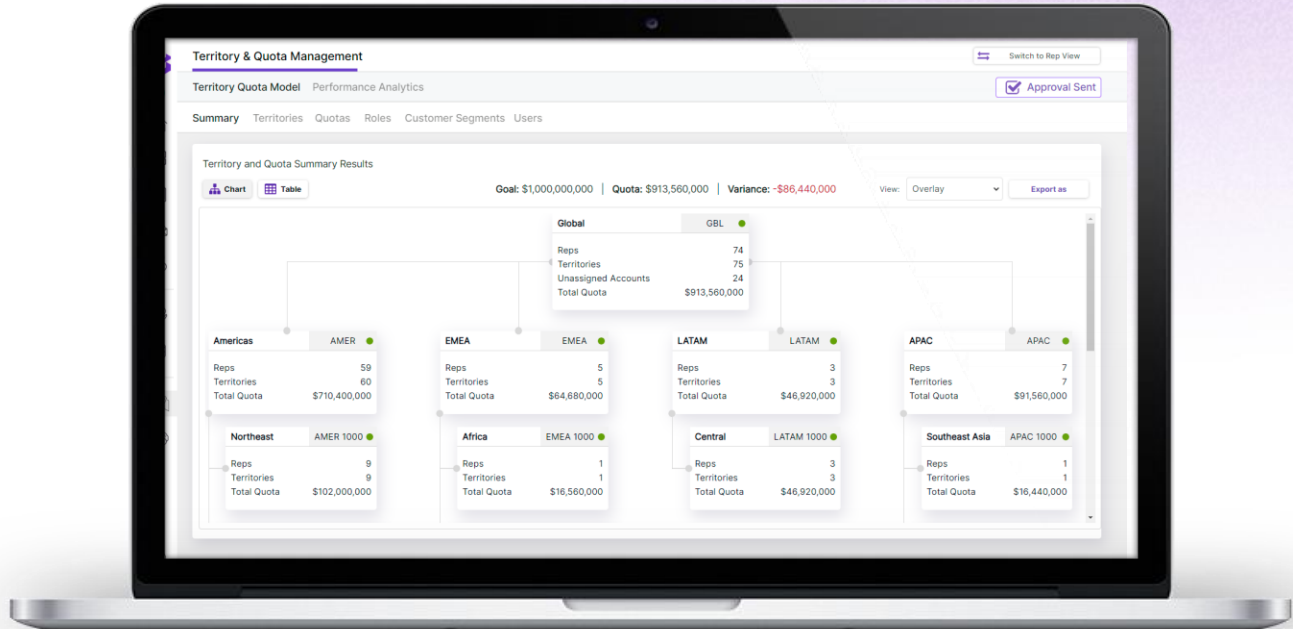 Territory & Quota Management
Switch to Rep View
Territory Quota Model Performance Analytics
Approval Sent
Summary Territories Quotas Roles Customer Segments Users
Territory and Quota Summary Results
Chart Table Goal: $1,000,000,000 | Quota: $913,560,000 | Variance: -$86,440,000 View: Overlay Export as
Global GBL
Reps 74
Territories 75
Unassigned Accounts 24
Total Quota $913,560,000
Americas AMER
Reps 59
Territories 60
Total Quota $710,400,000
EMEA EMEA
Reps 5
Territories 5
Total Quota $64,680,000
LATAM LATAM
Reps 3
Territories 3
Total Quota $46,920,000
APAC APAC
Reps 7
Territories 7
Total Quota $91,560,000
Northeast AMER 1000
Reps 9
Territories 9
Total Quota $102,000,000
Africa EMEA 1000
Reps 1
Territories 1
Total Quota $16,560,000
Central LATAM 1000
Reps 3
Territories 3
Total Quota $46,920,000
Southeast Asia APAC 1000
Reps 1
Territories 1
Total Quota $16,440,000